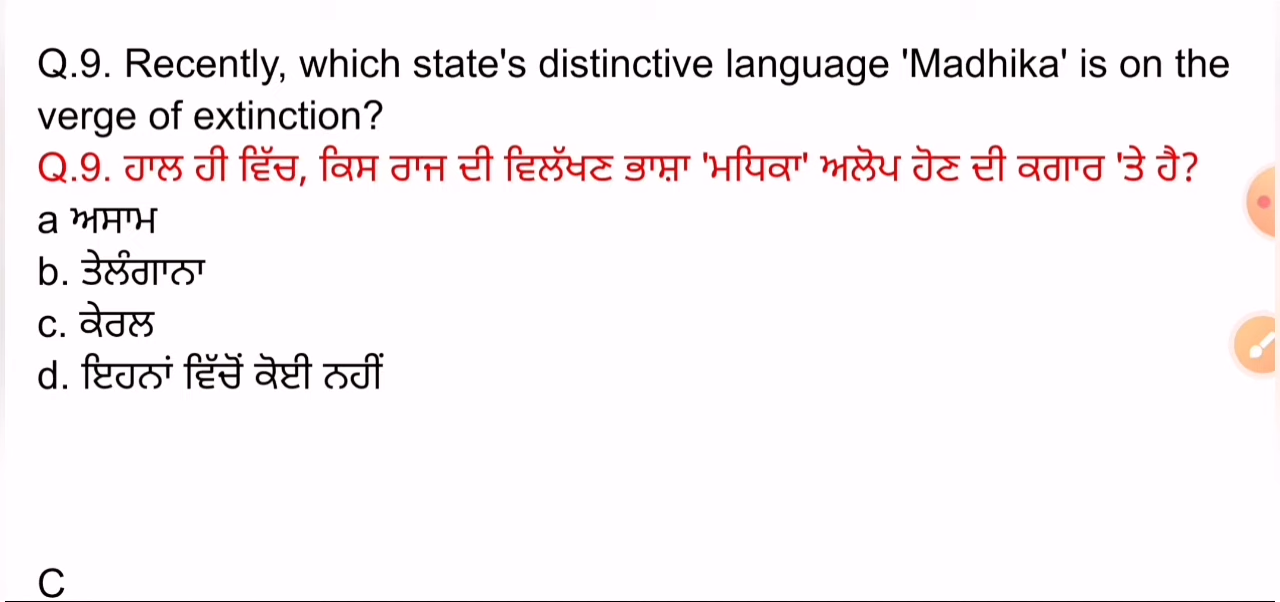 Q.9. Recently, which state's distinctive language 'Madhika' is on the
verge of extinction?
Q.9. ਹਾਲ ਹੀ ਵਿੱਚ, ਕਿਸ ਰਾਜ ਦੀ ਵਿਲੱਖਣ ਭਾਸ਼ਾ 'ਮਧਿਕਾ' ਅਲੋਪ ਹੋਣ ਦੀ ਕਗਾਰ 'ਤੇ ਹੈ?
a ਅਸਾਮ
b. ਤੇਲੰਗਾਨਾ
c. ਕੇਰਲ
d. ਇਹਨਾਂ ਵਿੱਚੋਂ ਕੋਈ ਨਹੀਂ
C